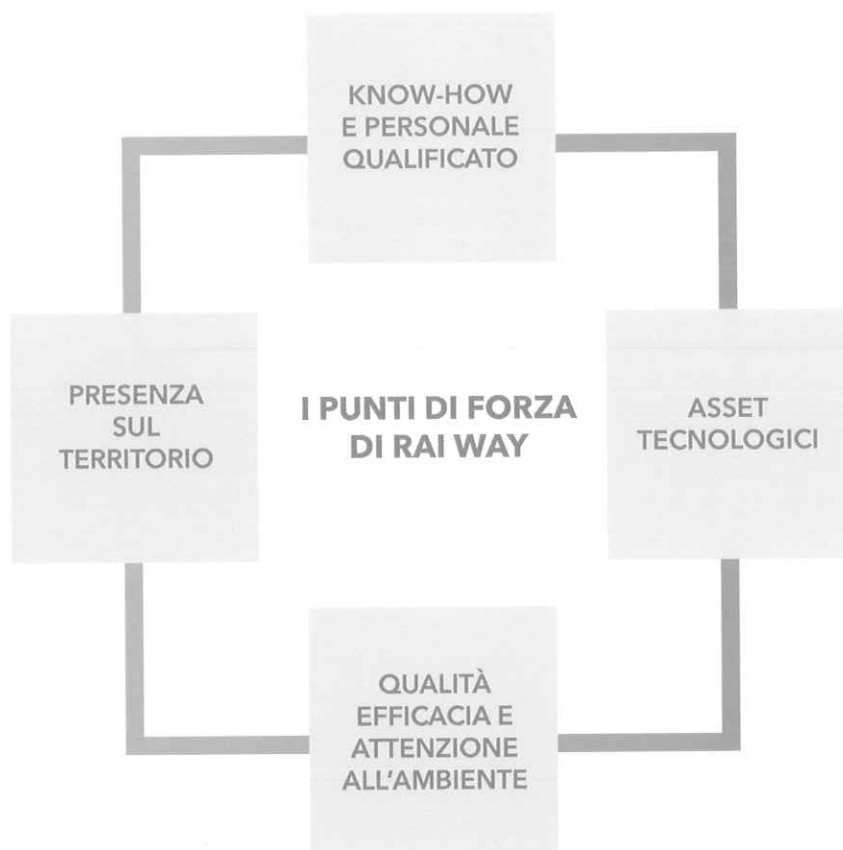 KNOW-HOW
E PERSONALE
QUALIFICATO
PRESENZA
SUL
TERRITORIO
I PUNTI DI FORZA
DI RAI WAY
ASSET
TECNOLOGICI
QUALITÀ
EFFICACIA E
ATTENZIONE
ALL'AMBIENTE